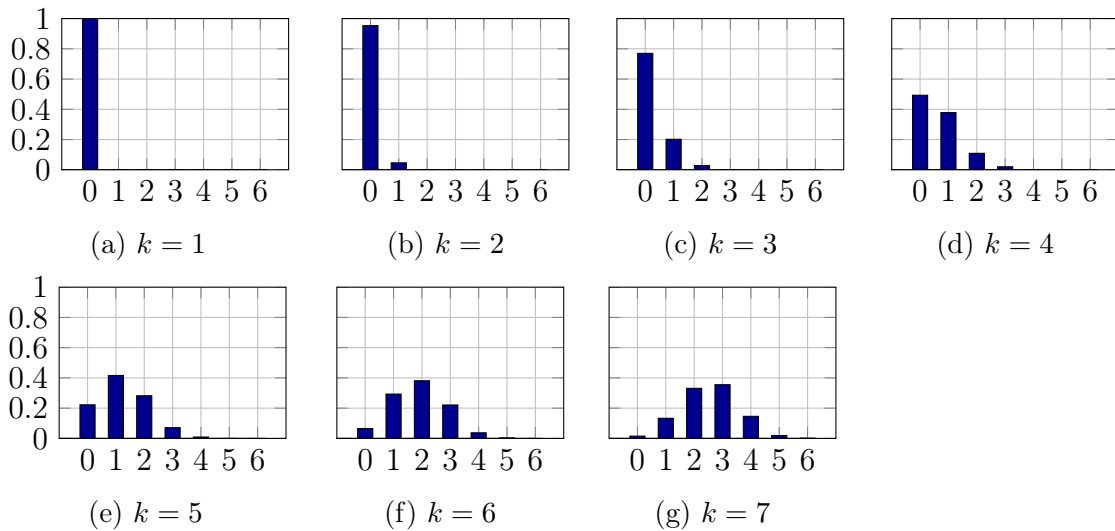 1
0.8
0.6
0.4
0.2
0
0 1 2 3 4 5 6
(a) k = 1
0 1 2 3 4 5 6
(b) k = 2
0 1 2 3 4 5 6
(c) k = 3
0 1 2 3 4 5 6
(d) k = 4
1
0.8
0.6
0.4
0.2
0
0 1 2 3 4 5 6
(e) k = 5
0 1 2 3 4 5 6
(f) k = 6
0 1 2 3 4 5 6
(g) k = 7